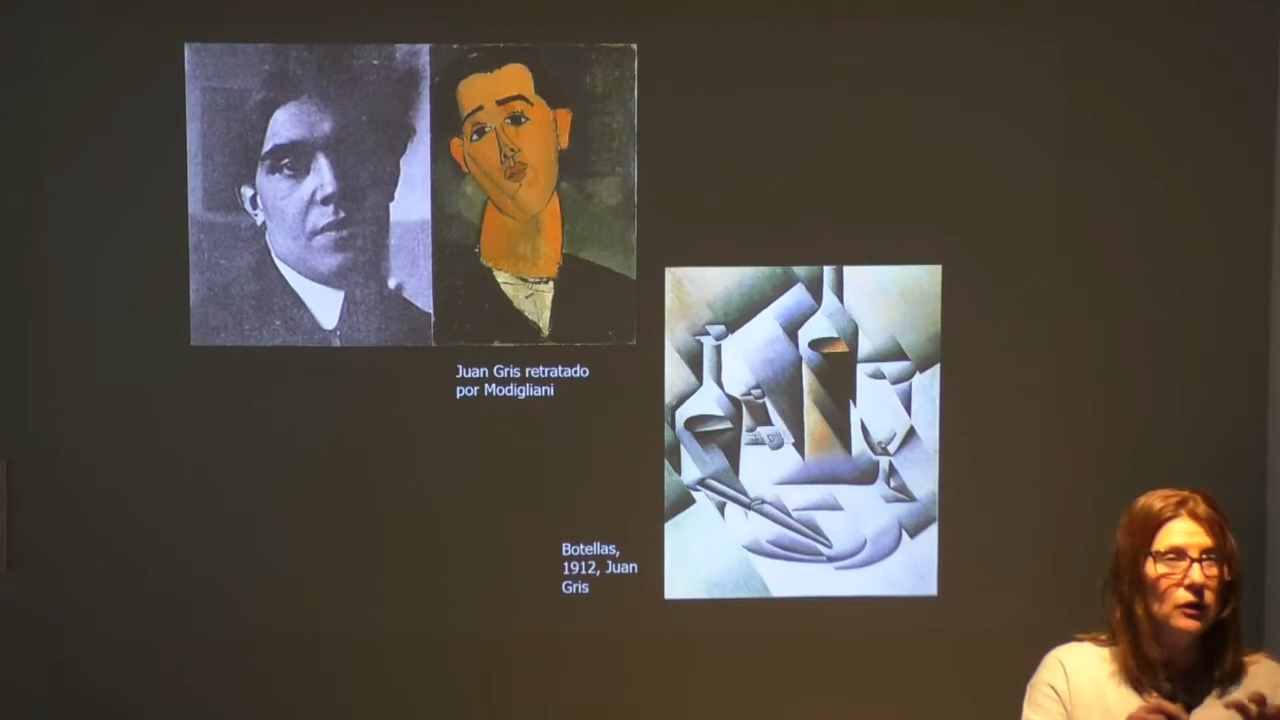 Juan Gris retratado
por Modigliani
Botellas,
1912, Juan
Gris